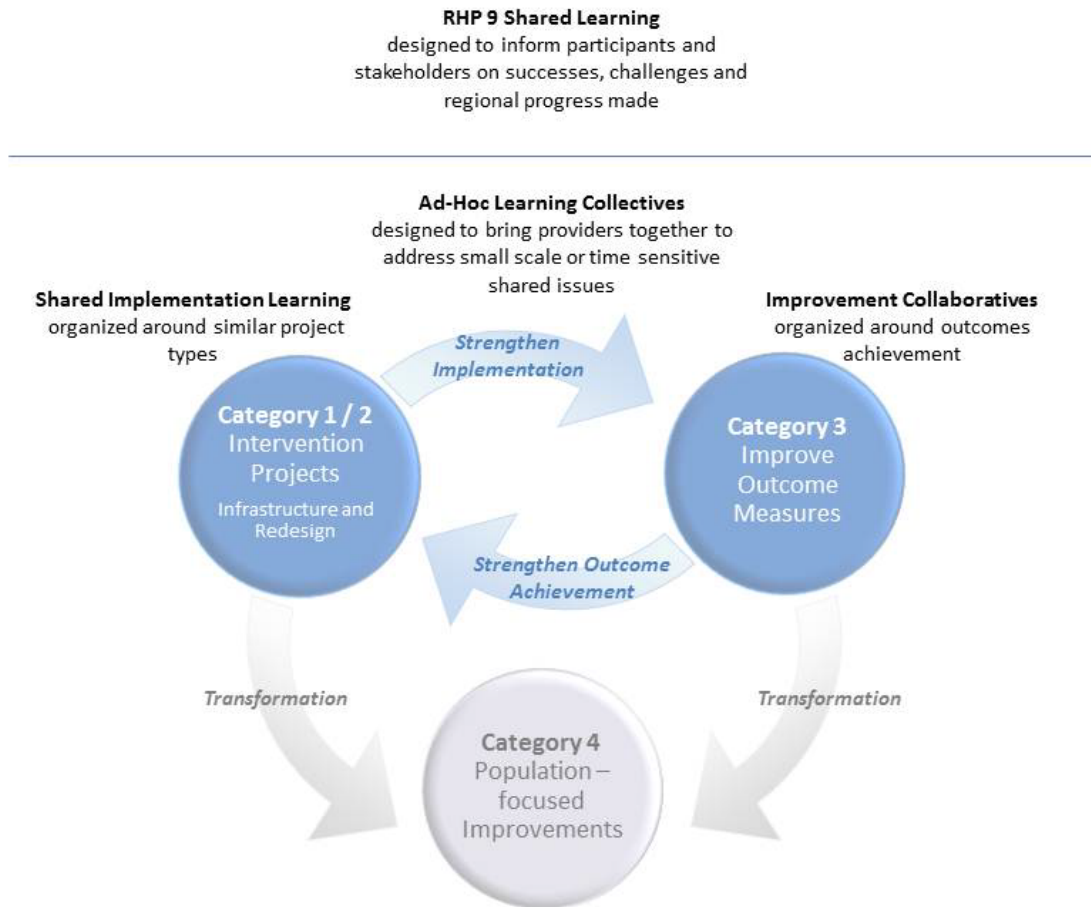 RHP 9 Shared Learning
designed to inform participants and
stakeholders on successes, challenges and
regional progress made
Ad-Hoc Learning Collectives
designed to bring providers together to
address small scale or time sensitive
shared issues
Shared Implementation Learning
organized around similar project
types
Improvement Collaboratives
organized around outcomes
achievement
Strengthen
Implementation
Category 1 / 2
Intervention
Projects
Infrastructure and
Redesign
Category 3
Improve
Outcome
Measures
Strengthen Outcome
Achievement
Transformation
Transformation
Category 4
Population –
focused
Improvements